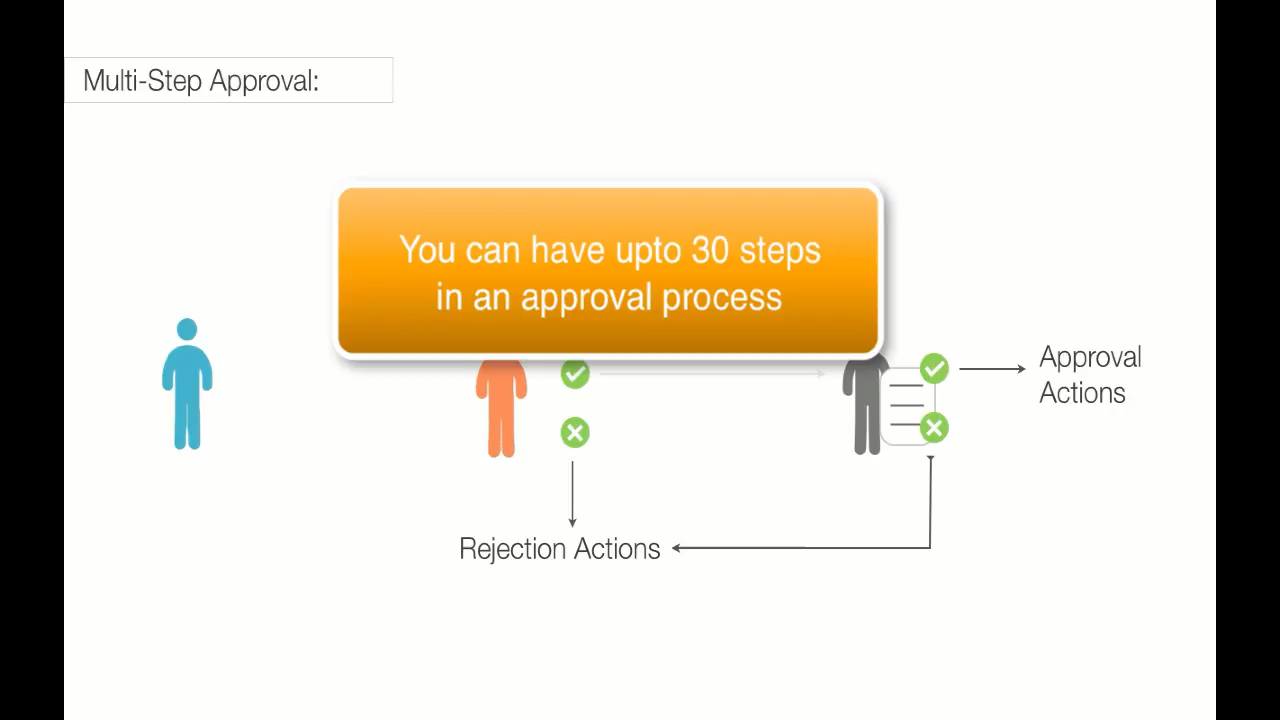 Multi-Step Approval:
You can have upto 30 steps
in an approval process
Approval
Actions
Rejection Actions